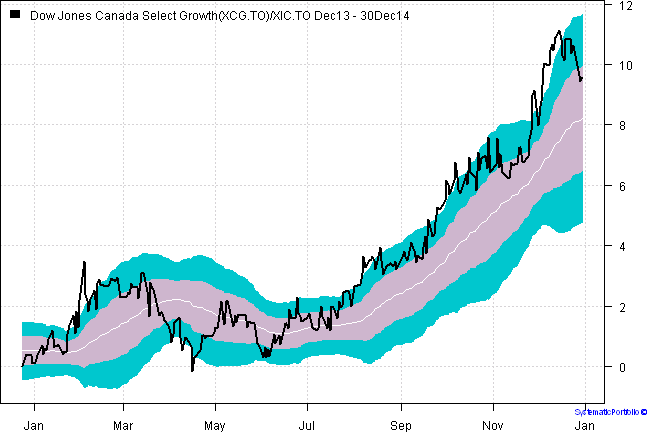 Dow Jones Canada Select Growth(XCG.TO)/XIC.TO Dec13 - 30Dec14
12
10
8
6
4
2
0
Jan Mar May Jul Sep Nov Jan
SystematicPortfolio ©